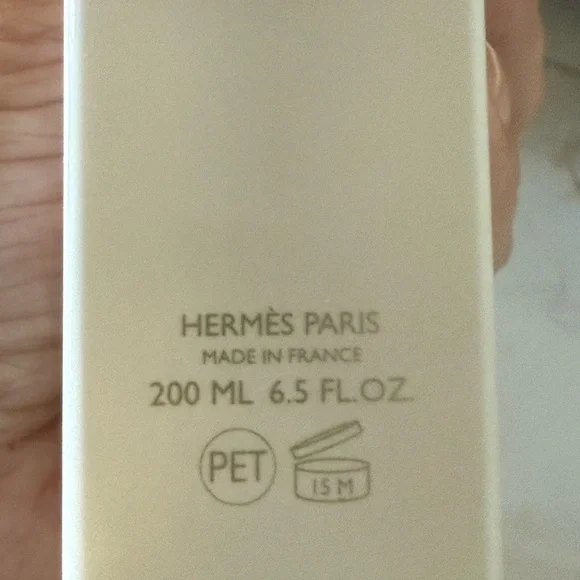 HERMÈS PARIS
MADE IN FRANCE
200 ML 6.5 FL.OZ.
PET
15 M